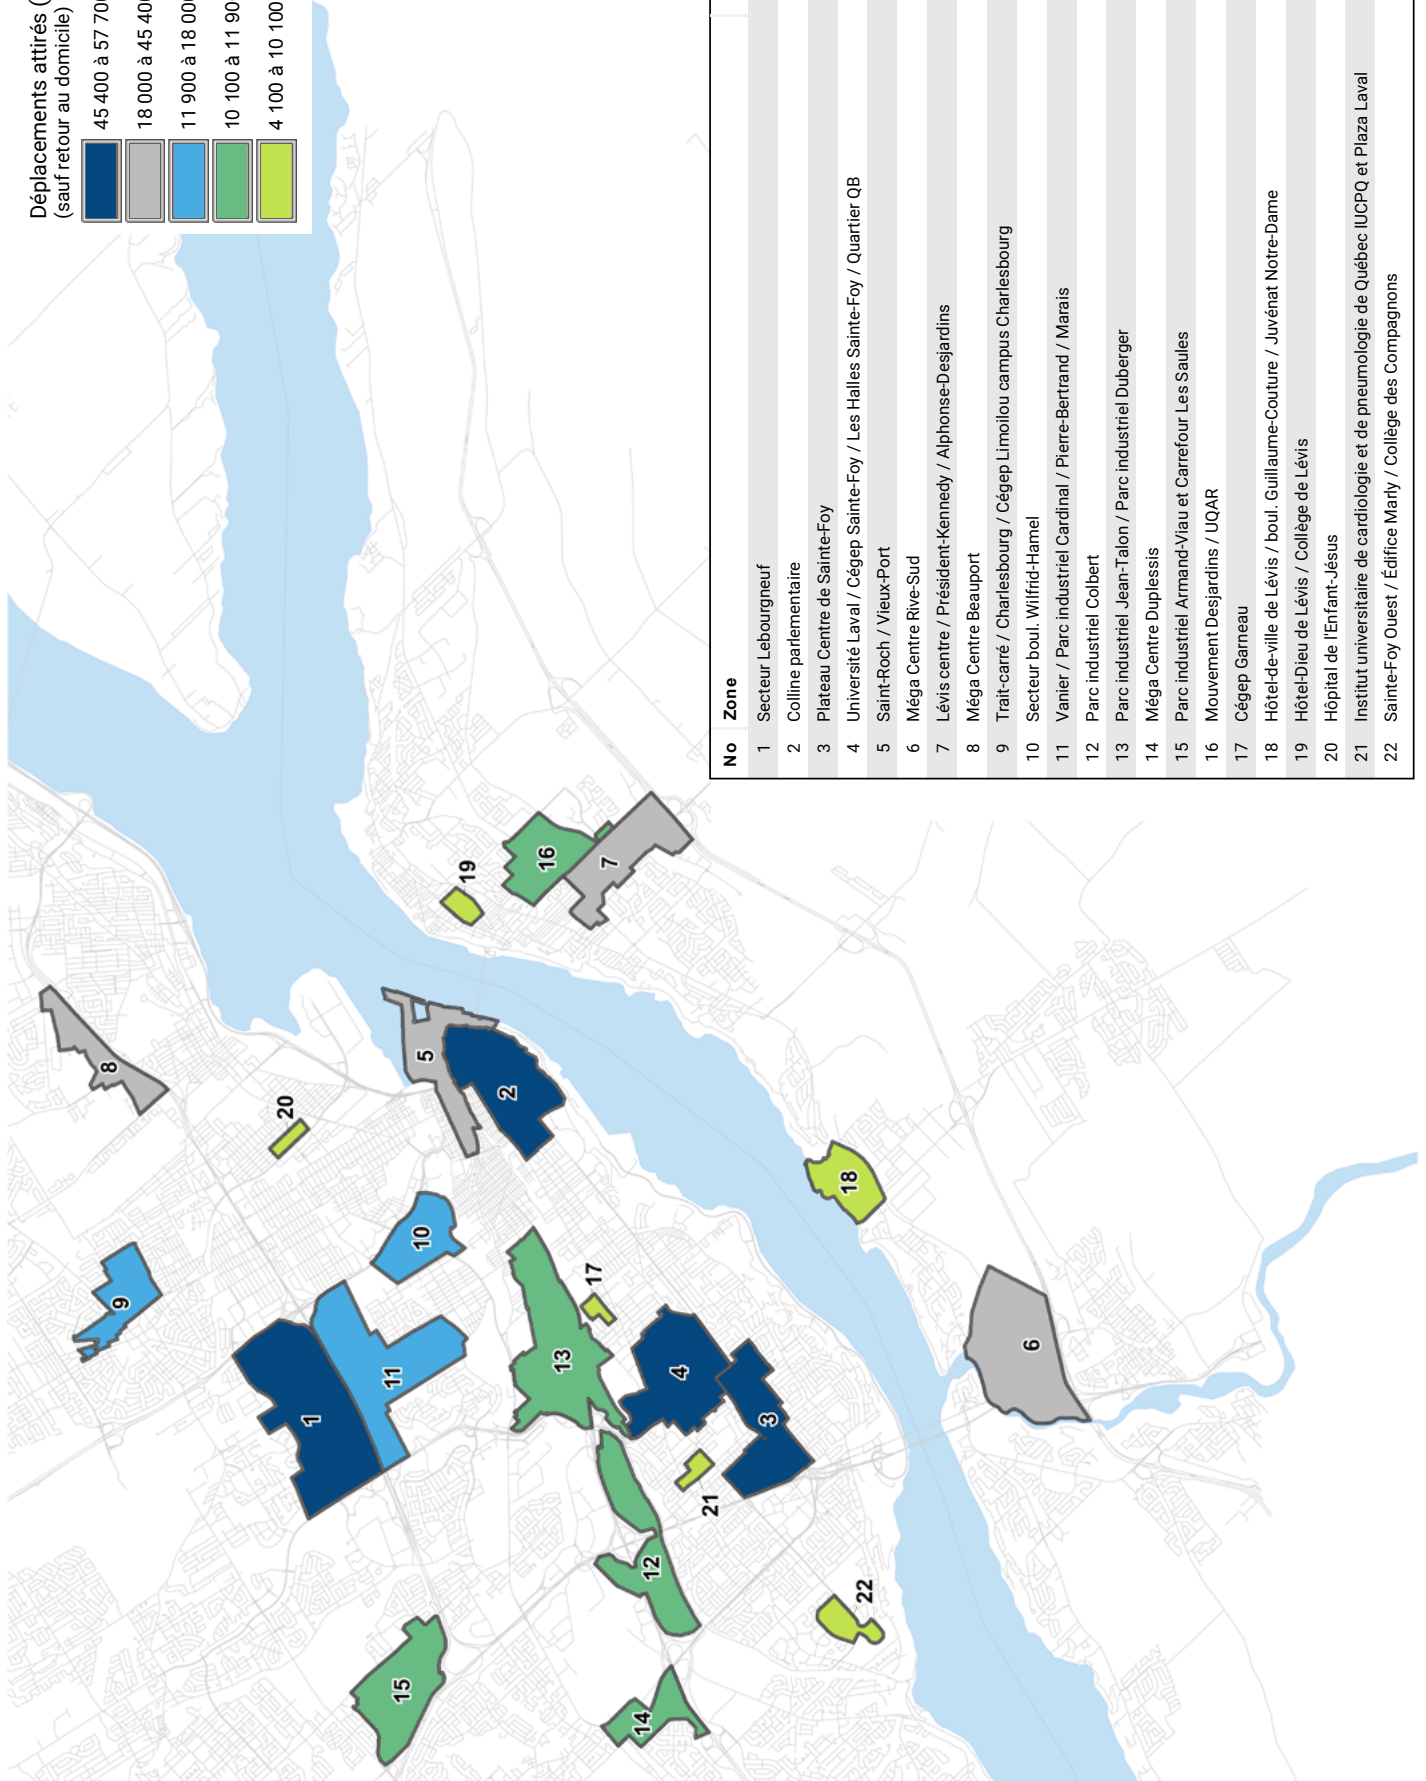 Déplacements attirés (
(sauf retour au domicile)
45 400 à 57 70
18 000 à 45 40
11 900 à 18 00
10 100 à 11 90
4 100 à 10 100
No Zone
1 Secteur Lebourgneuf
2 Colline parlementaire
3 Plateau Centre de Sainte-Foy
4 Université Laval / Cégep Sainte-Foy / Les Halles Sainte-Foy / Quartier QB
5 Saint-Roch / Vieux-Port
6 Méga Centre Rive-Sud
7 Lévis centre / Président-Kennedy / Alphonse-Desjardins
8 Méga Centre Beauport
9 Trait-carré / Charlesbourg / Cégep Limoilou campus Charlesbourg
10 Secteur boul. Wilfrid-Hamel
11 Vanier / Parc industriel Cardinal / Pierre-Bertrand / Marais
12 Parc industriel Colbert
13 Parc industriel Jean-Talon / Parc industriel Duberger
14 Méga Centre Duplessis
15 Parc industriel Armand-Viau et Carrefour Les Saules
16 Mouvement Desjardins / UQAR
17 Cégep Garneau
18 Hôtel-de-ville de Lévis / boul. Guillaume-Couture / Juvénat Notre-Dame
19 Hôtel-Dieu de Lévis / Collège de Lévis
20 Hôpital de l'Enfant-Jésus
21 Institut universitaire de cardiologie et de pneumologie de Québec IUCPQ et Plaza Laval
22 Sainte-Foy Ouest / Édifice Marly / Collège des Compagnons
8
9
20
1
11
10
5
2
19
16
7
15
13
17
4
12
14
21
3
22
18
6